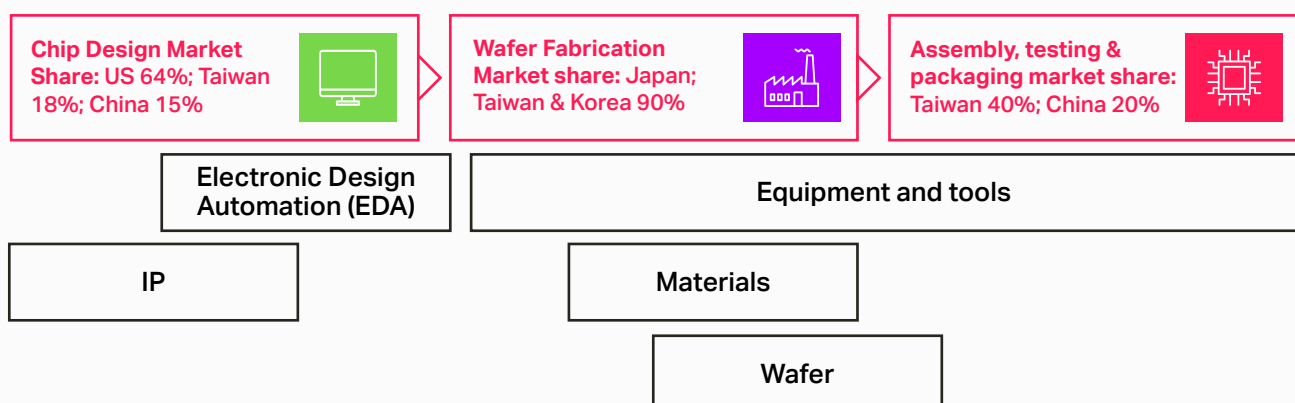 Chip Design Market
Share: US 64%; Taiwan
18%; China 15%
Wafer Fabrication
Market share: Japan;
Taiwan & Korea 90%
Assembly, testing &
packaging market share:
Taiwan 40%; China 20%
Electronic Design
Automation (EDA)
Equipment and tools
IP
Materials
Wafer